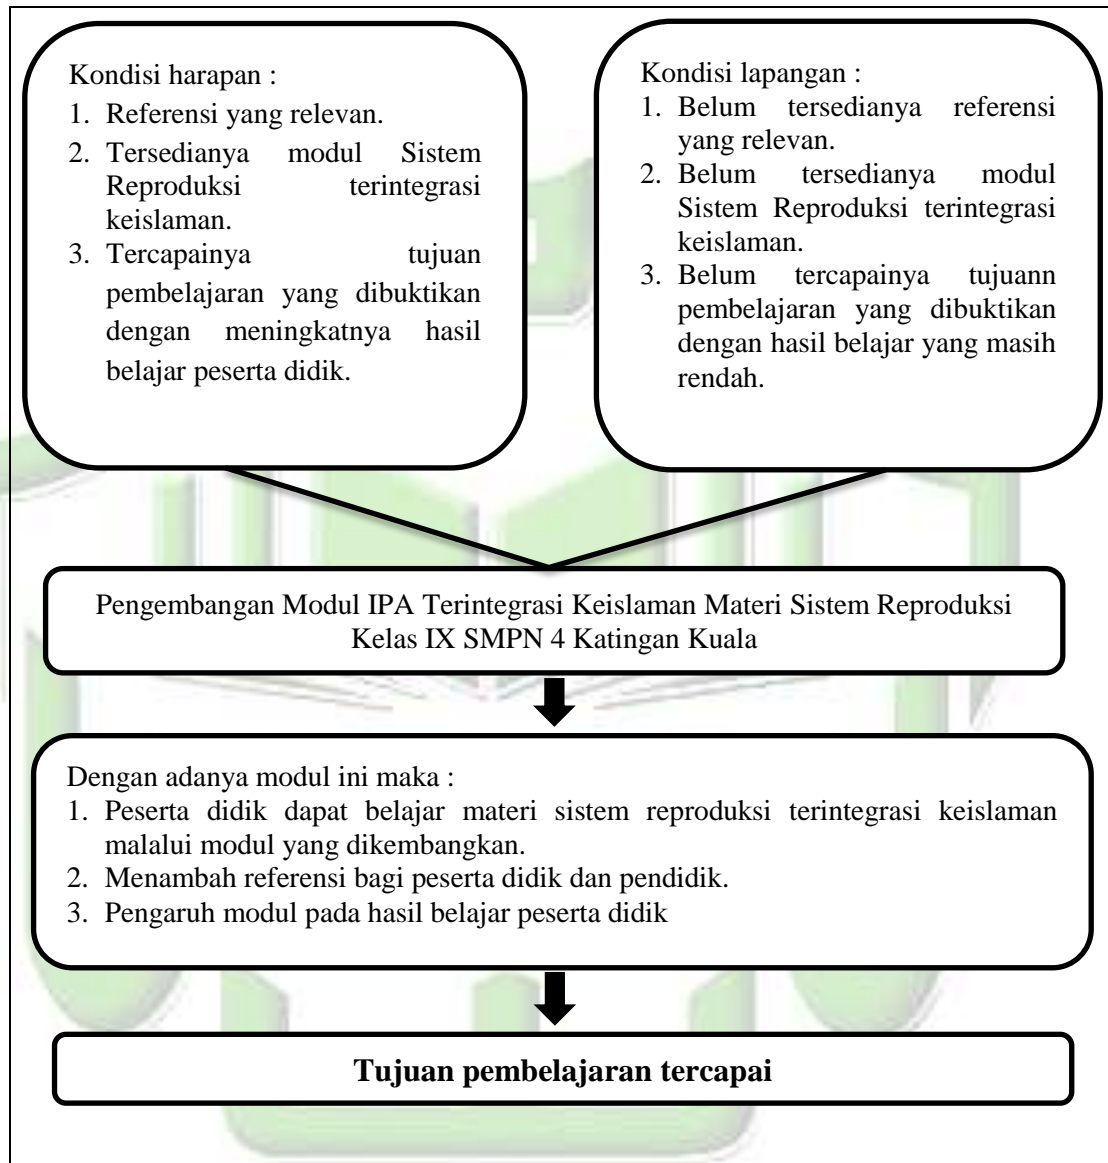 Kondisi harapan :
1. Referensi yang relevan.
2. Tersedianya modul Sistem
Reproduksi terintegrasi
keislaman.
3. Tercapainya tujuan
pembelajaran yang dibuktikan
dengan meningkatnya hasil
belajar peserta didik.
Kondisi lapangan :
1. Belum tersedianya referensi
yang relevan.
2. Belum tersedianya modul
Sistem Reproduksi terintegrasi
keislaman.
3. Belum tercapainya tujuann
pembelajaran yang dibuktikan
dengan hasil belajar yang masih
rendah.
Pengembangan Modul IPA Terintegrasi Keislaman Materi Sistem Reproduksi
Kelas IX SMPN 4 Katingan Kuala
Dengan adanya modul ini maka :
1. Peserta didik dapat belajar materi sistem reproduksi terintegrasi keislaman
malalui modul yang dikembangkan.
2. Menambah referensi bagi peserta didik dan pendidik.
3. Pengaruh modul pada hasil belajar peserta didik
Tujuan pembelajaran tercapai